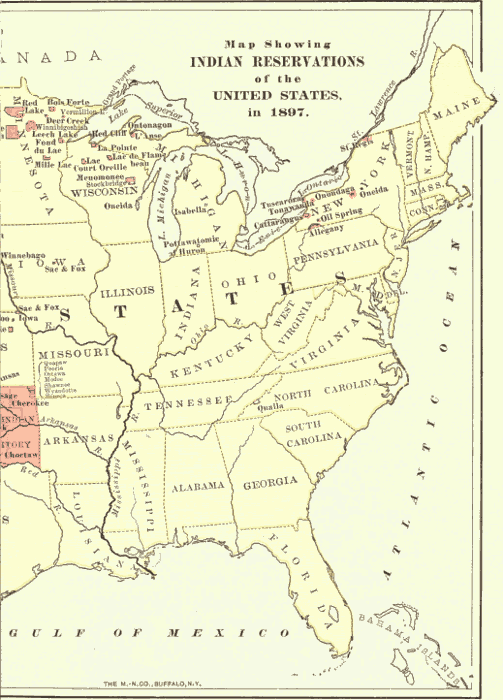 Map Showing
INDIAN RESERVATIONS
of the
UNITED STATES,
in 1897.
ANADA
Grand Portage
Red Lake
Bois Forte
Vermillion L.
Deer Creek
Winnibigoshish
Leech Lake
Fond du Lac
Mille Lac
MINNESOTA
Lake Superior
Ontonagon
Red Cliff
L'Anse
La Pointe
Lac de Flambeau
Lac Court Oreille
Menomonee
Stockbridge
WISCONSIN
Oneida
L. Michigan
MICHIGAN
Isabella
Pottawatomie of Huron
L. Huron
L. Ontario
L. Erie
St. Lawrence R.
St. Regis
MAINE
VERMONT
N. HAMP.
MASS.
CONN.
NEW YORK
Tuscarora
Tonawanda
Onondaga
Oneida
Cattaraugus
Oil Spring
Allegany
PENNSYLVANIA
N. JER.
DEL.
Winnebago
IOWA
Sac & Fox
Missouri
Sac & Fox
Iowa
R.
ILLINOIS
INDIANA
OHIO
STATES
WEST VIRGINIA
VIRGINIA
Ohio R.
KENTUCKY
MISSOURI
Quapaw
Peoria
Ottawa
Modoc
Shawnee
Wyandotte
Seneca
Cherokee
INDIAN
TORY
Choctaw
Arkansas R.
ARKANSAS
TENNESSEE
NORTH CAROLINA
Qualla
SOUTH CAROLINA
Mississippi R.
MISSISSIPPI
ALABAMA
GEORGIA
Red R.
LOUISIANA
FLORIDA
ATLANTIC OCEAN
BAHAMA ISLANDS
GULF OF MEXICO
THE M.-N.CO., BUFFALO, N.Y.